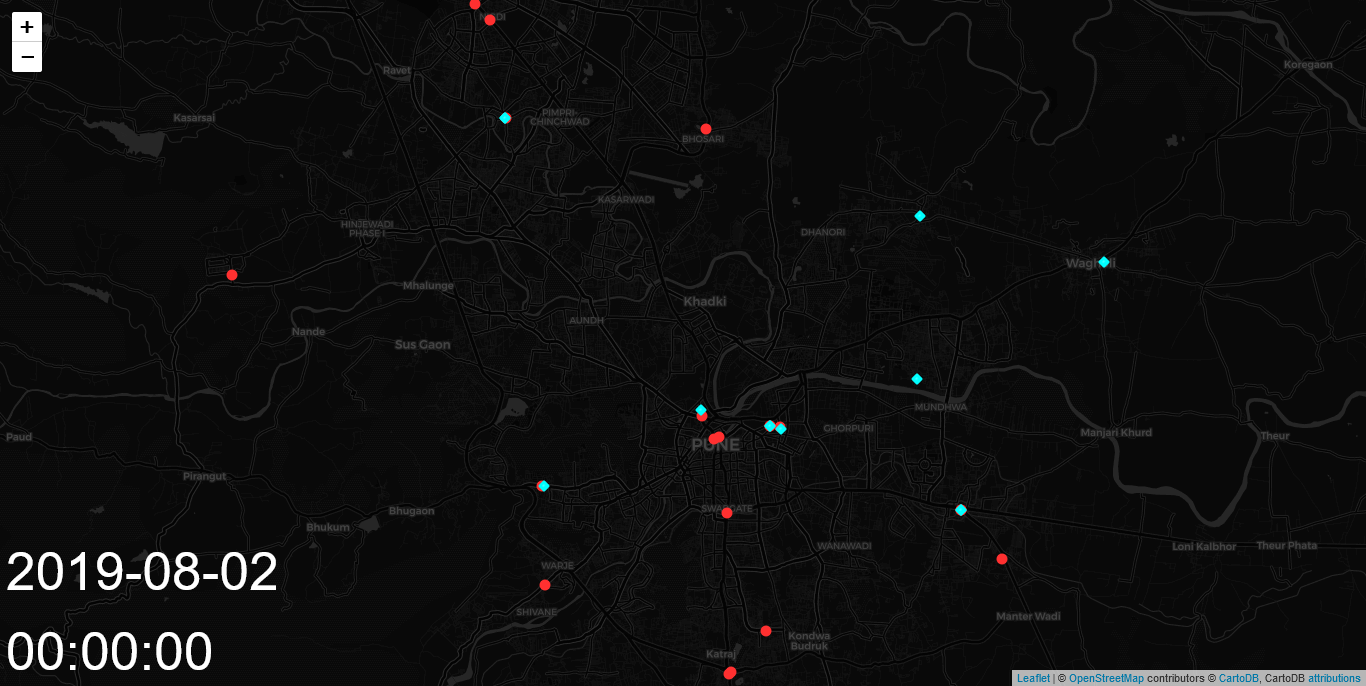 +
−
NIGDI
Ravet
Koregaon
Kasarsai
PIMPRI-
CHINCHWAD
BHOSARI
KASARWADI
HINJEWADI
PHASE I
DHANORI
Wagholi
Mhalunge
Khadki
Nande
AUNDH
Sus Gaon
MUNDHWA
Paud
GHORPURI
Manjari Khurd
Theur
PUNE
Pirangut
Bhugaon
SWARGATE
Bhukum
WANAWADI
Loni Kalbhor
Theur Phata
WARJE
2019-08-02
SHIVANE
Manter Wadi
Kondwa
Budruk
Katraj
00:00:00
Leaflet | © OpenStreetMap contributors © CartoDB, CartoDB attributions